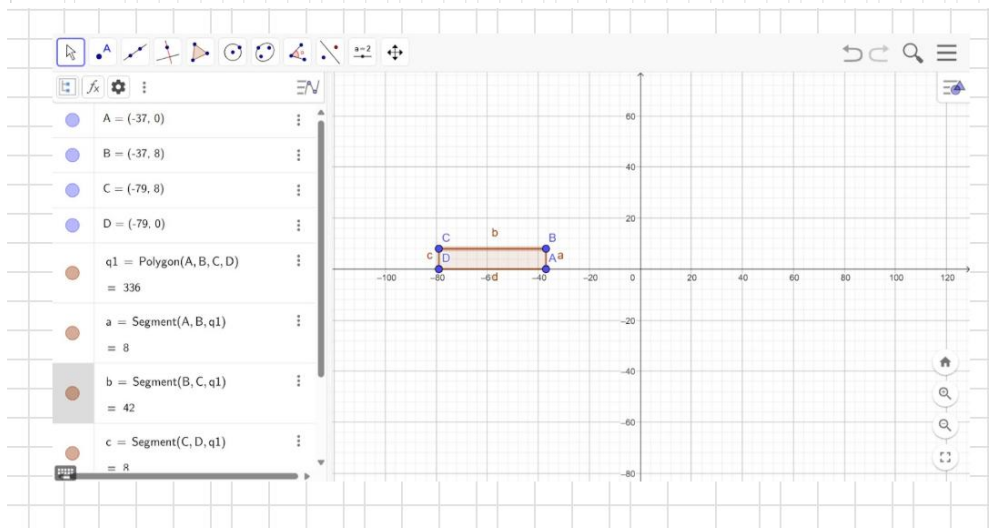 A
a=2
fx
A = (-37, 0)
B = (-37, 8)
C = (-79, 8)
D = (-79, 0)
q1 = Polygon(A, B, C, D)
= 336
a = Segment(A, B, q1)
= 8
b = Segment(B, C, q1)
= 42
c = Segment(C, D, q1)
= 8
60
40
20
C b B
c D A a
-100 -80 -60 d -40 -20 0 20 40 60 80 100 120
-20
-40
-60
-80